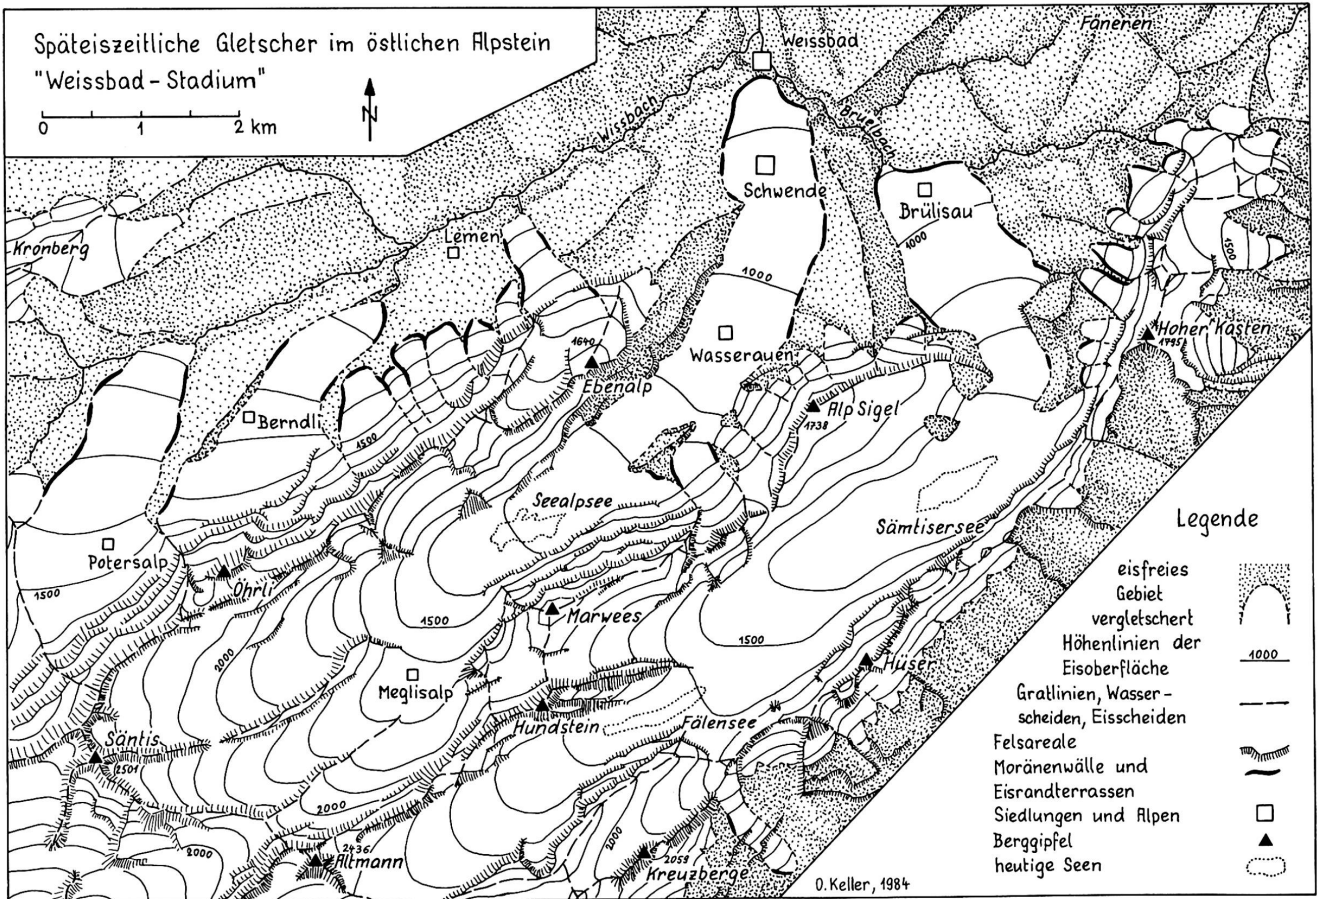 Späteiszeitliche Gletscher im östlichen Alpstein
"Weissbad-Stadium"
0 1 2 km
N
Weissbad
Fäneren
Wisbach
Brüelbach
Schwende
Brülisau
1000
Kronberg
Lemen
1500
1000
Hoher Kasten
1795
Wasserauen
1640
Ebenalp
Alp Sigel
1738
Berndli
1500
Seealpsee
Sämtisersee
Potersalp
Öhrli
1500
Marwees
1500
1500
2000
Meglisalp
Hüser
Hundstein
Fälensee
Säntis
2501
2000
2000
2436
Altmann
2000
2059
Kreuzberge
O. Keller, 1984
Legende
eisfreies
Gebiet
vergletschert
Höhenlinien der
Eisoberfläche
1000
Gratlinien, Wasser-
scheiden, Eisscheiden
Felsareale
Moränenwälle und
Eisrandterrassen
Siedlungen und Alpen
Berggipfel
heutige Seen